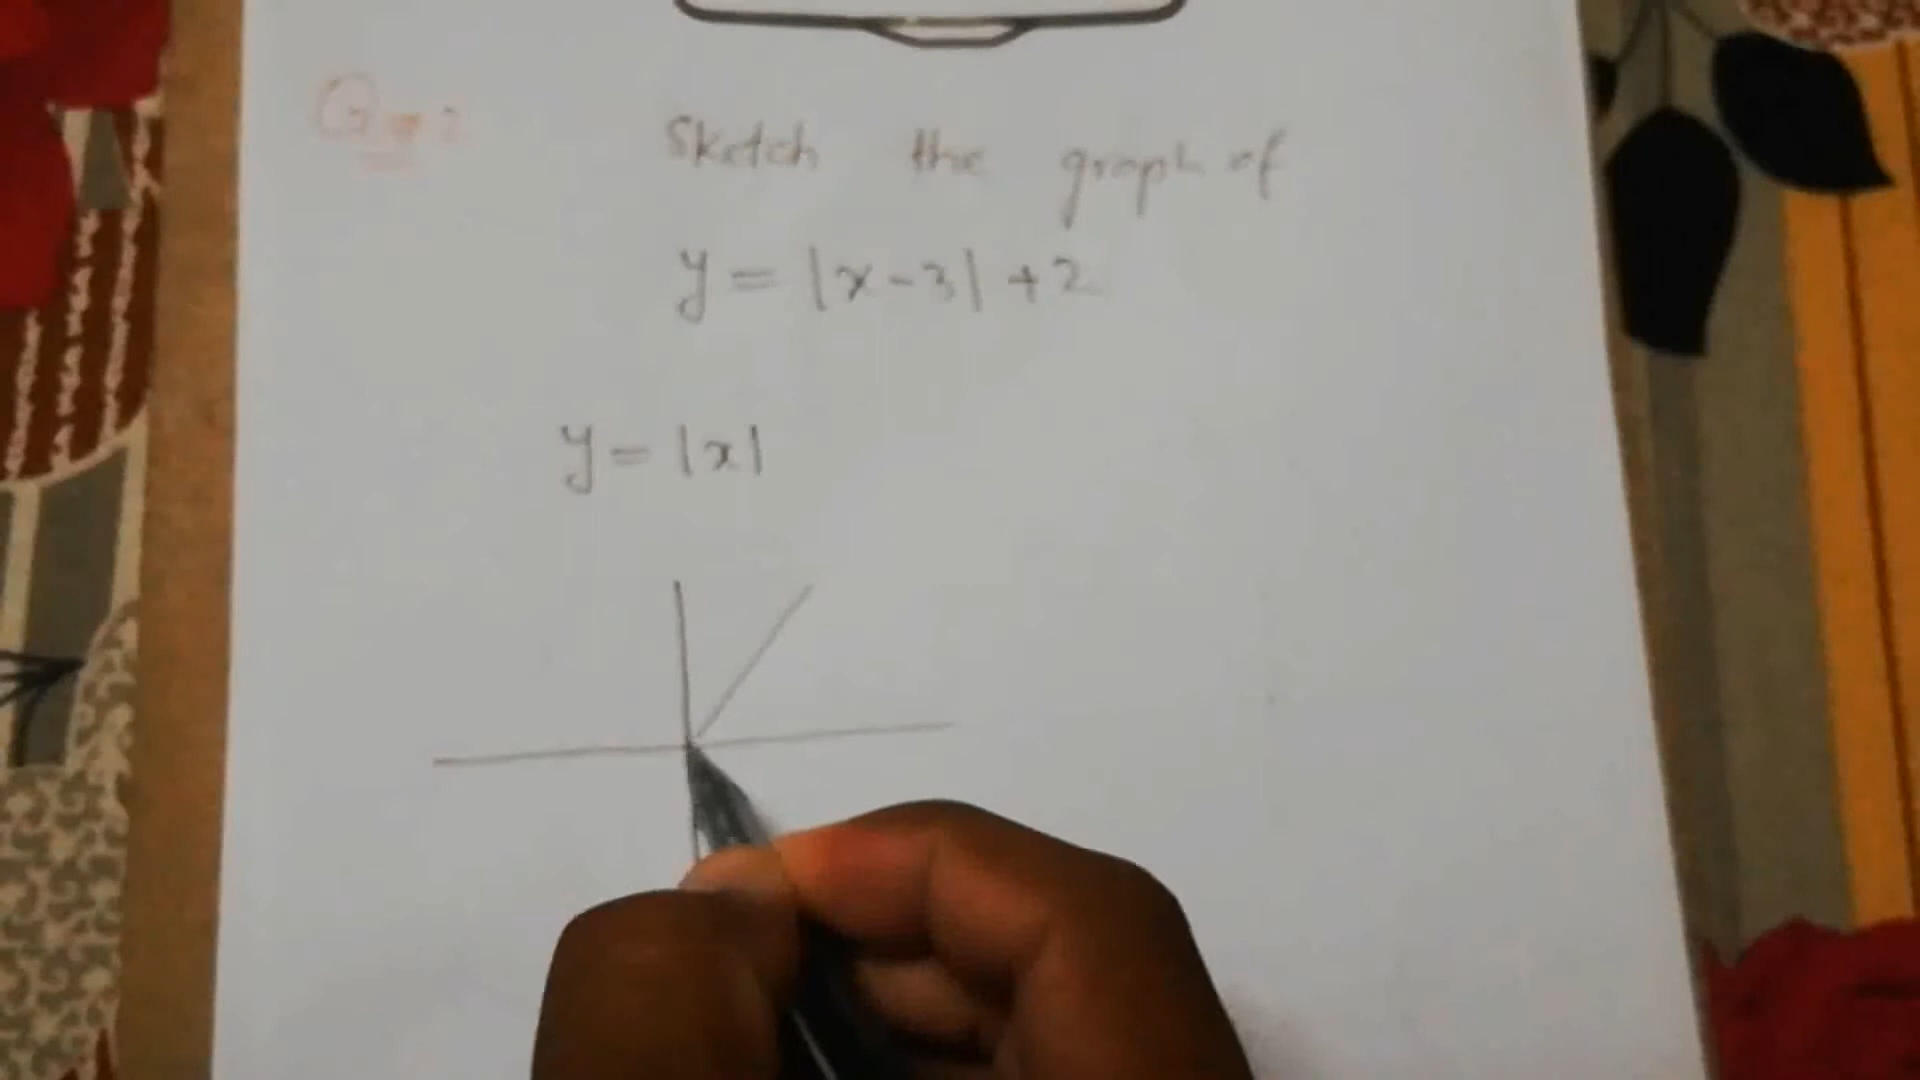 Sketch the graph of
y = |x-3| +2
y = |x|